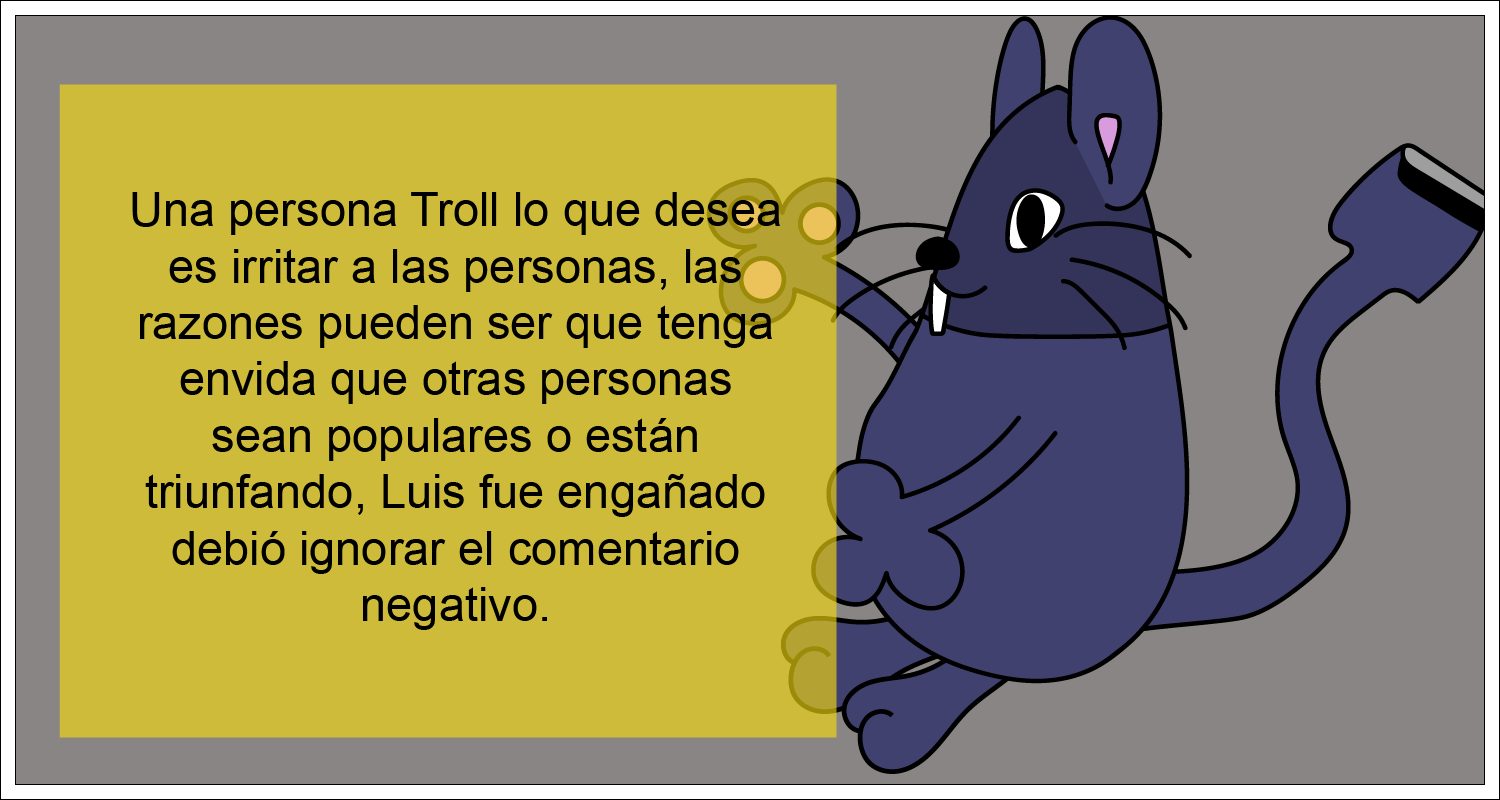 Una persona Troll lo que desea
es irritar a las personas, las
razones pueden ser que tenga
envida que otras personas
sean populares o están
triunfando, Luis fue engañado
debió ignorar el comentario
negativo.